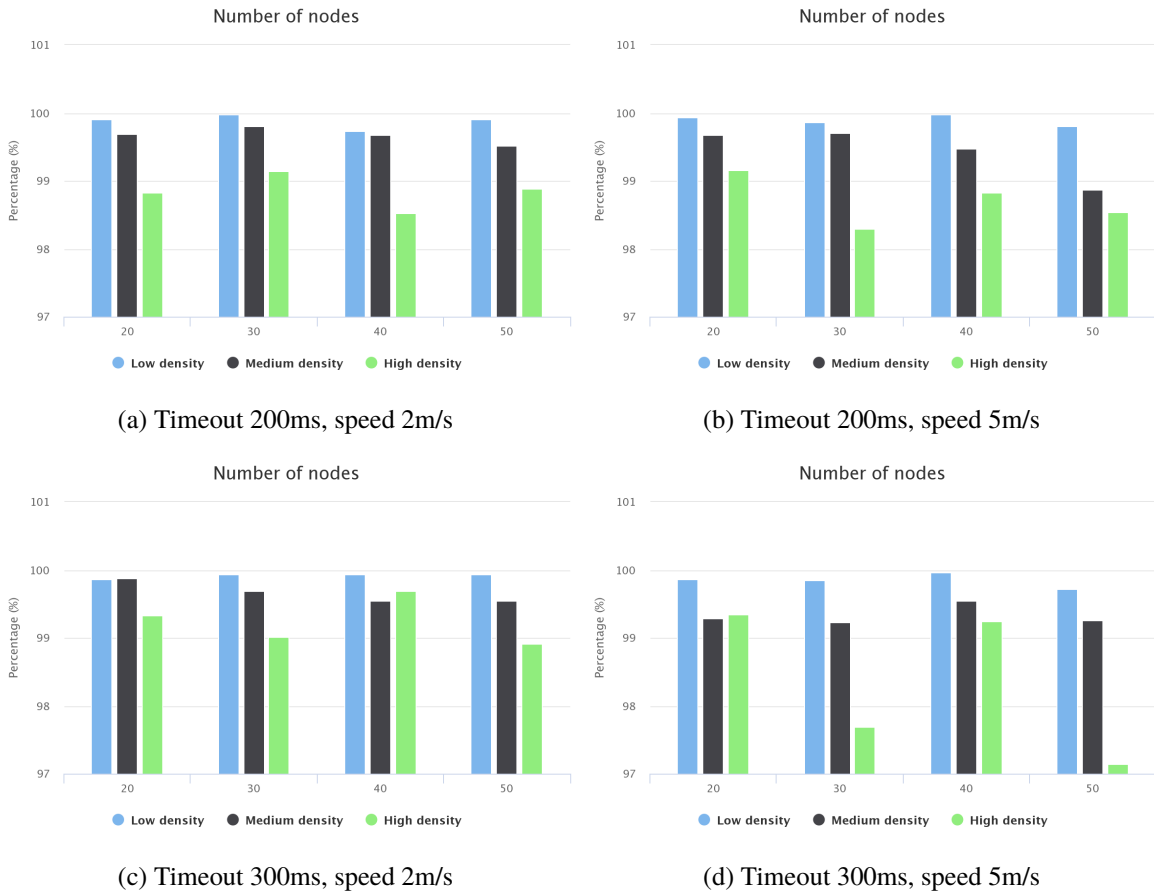 Number of nodes
Percentage (%)
101
100
99
98
97
20 30 40 50
Low density Medium density High density
(a) Timeout 200ms, speed 2m/s
Number of nodes
Percentage (%)
101
100
99
98
97
20 30 40 50
Low density Medium density High density
(b) Timeout 200ms, speed 5m/s
Number of nodes
Percentage (%)
101
100
99
98
97
20 30 40 50
Low density Medium density High density
(c) Timeout 300ms, speed 2m/s
Number of nodes
Percentage (%)
101
100
99
98
97
20 30 40 50
Low density Medium density High density
(d) Timeout 300ms, speed 5m/s